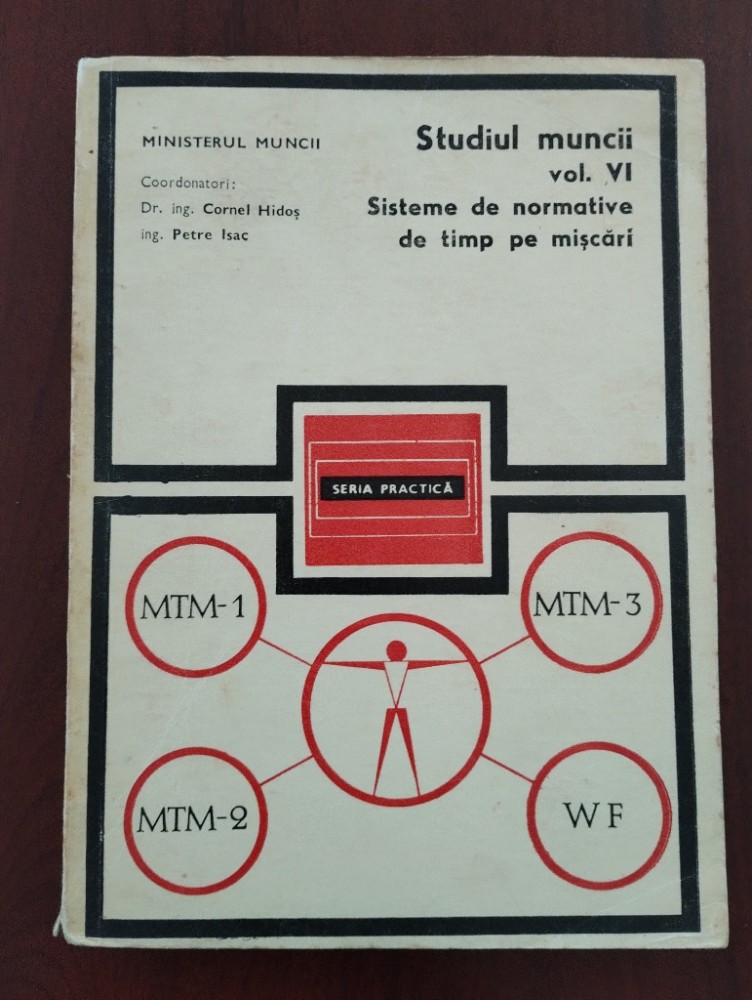 MINISTERUL MUNCII
Coordonatori:
Dr. ing. Cornel Hidoș
ing. Petre Isac
Studiul muncii
vol. VI
Sisteme de normative
de timp pe mișcări
SERIA PRACTICĂ
MTM-1
MTM-3
MTM-2
WF